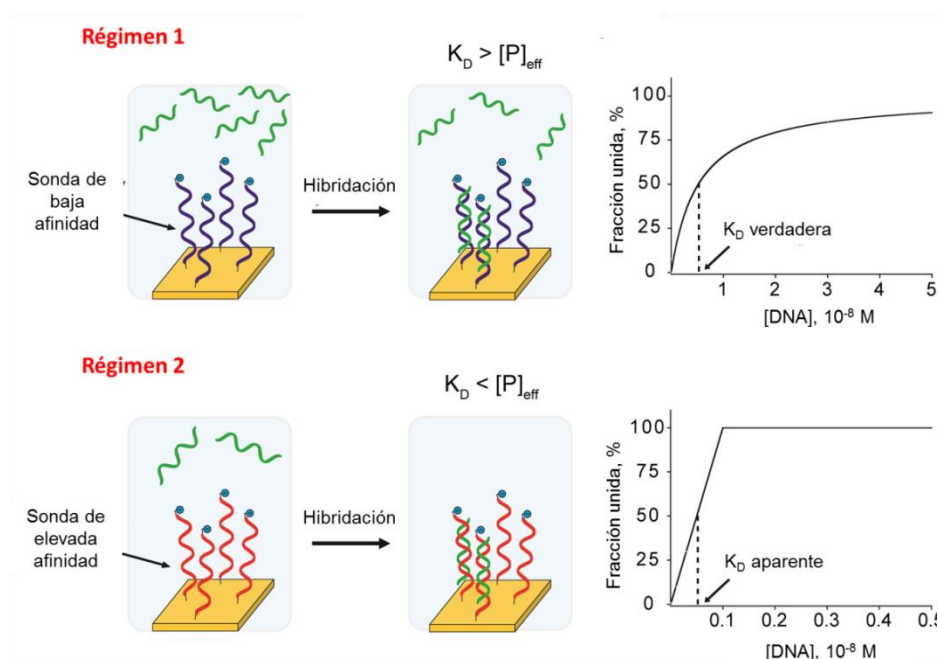 Régimen 1
K_D > [P]_eff
Sonda de
baja
afinidad
Hibridación
Fracción unida, %
100
75
50
25
0
K_D verdadera
1
2
3
4
5
[DNA], 10⁻⁸ M
Régimen 2
K_D < [P]_eff
Sonda de
elevada
afinidad
Hibridación
Fracción unida, %
100
75
50
25
0
K_D aparente
0.1
0.2
0.3
0.4
0.5
[DNA], 10⁻⁸ M